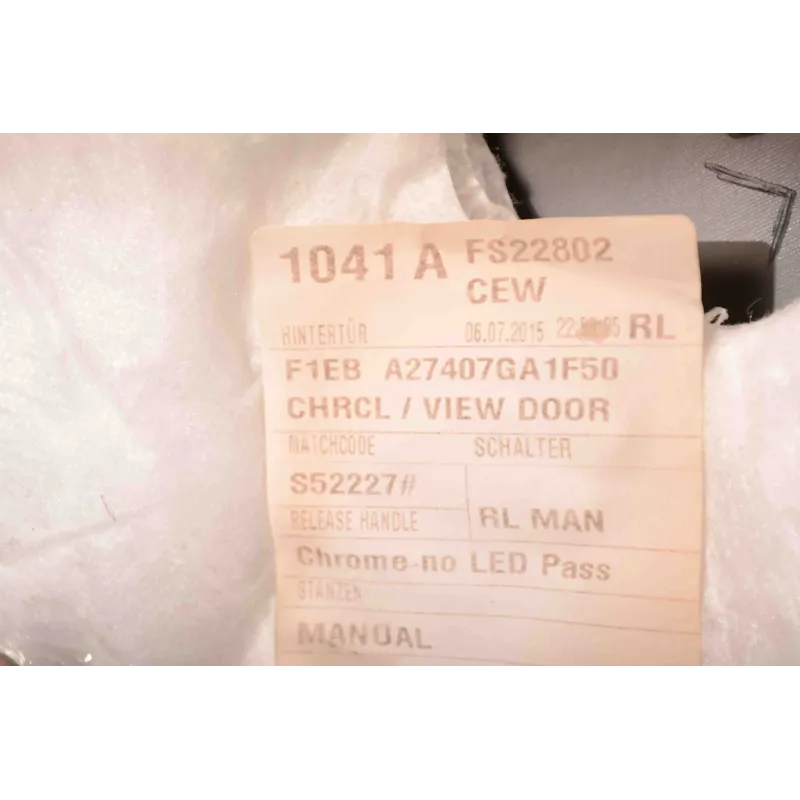 1041 A FS22802
CEW
HINTERTÜR 06.07.2015 RL
F1EB A27407GA1F50
CHRCL / VIEW DOOR
MATCHCODE SCHALTER
S52227#
RELEASE HANDLE RL MAN
Chrome-no LED Pass
STANZEN
MANUAL